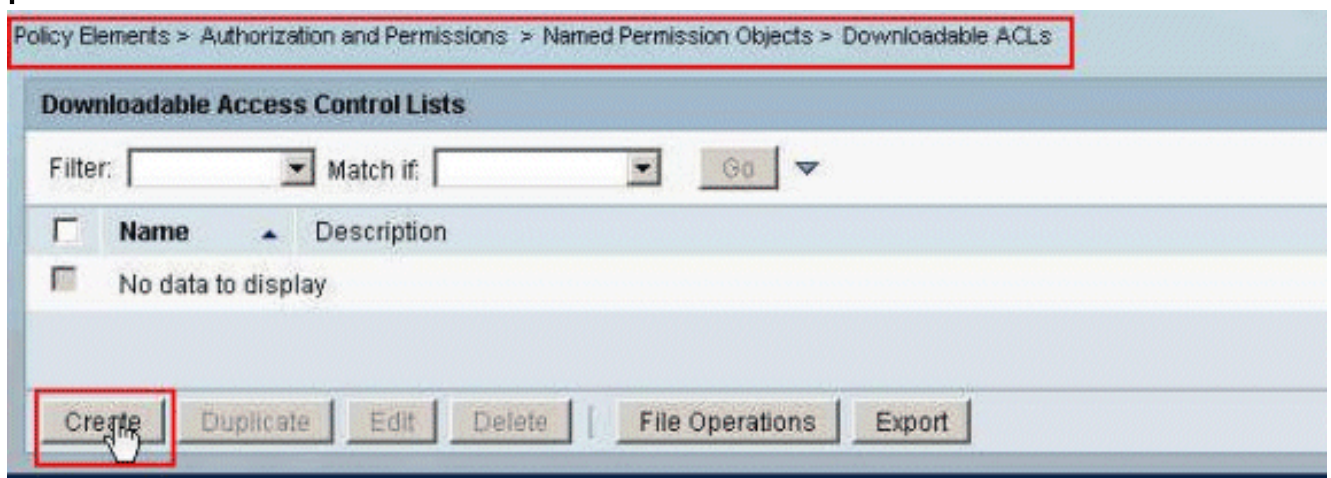 Policy Elements > Authorization and Permissions > Named Permission Objects > Downloadable ACLs
Downloadable Access Control Lists
Filter: Match if: Go
Name Description
No data to display
Create Duplicate Edit Delete | File Operations Export